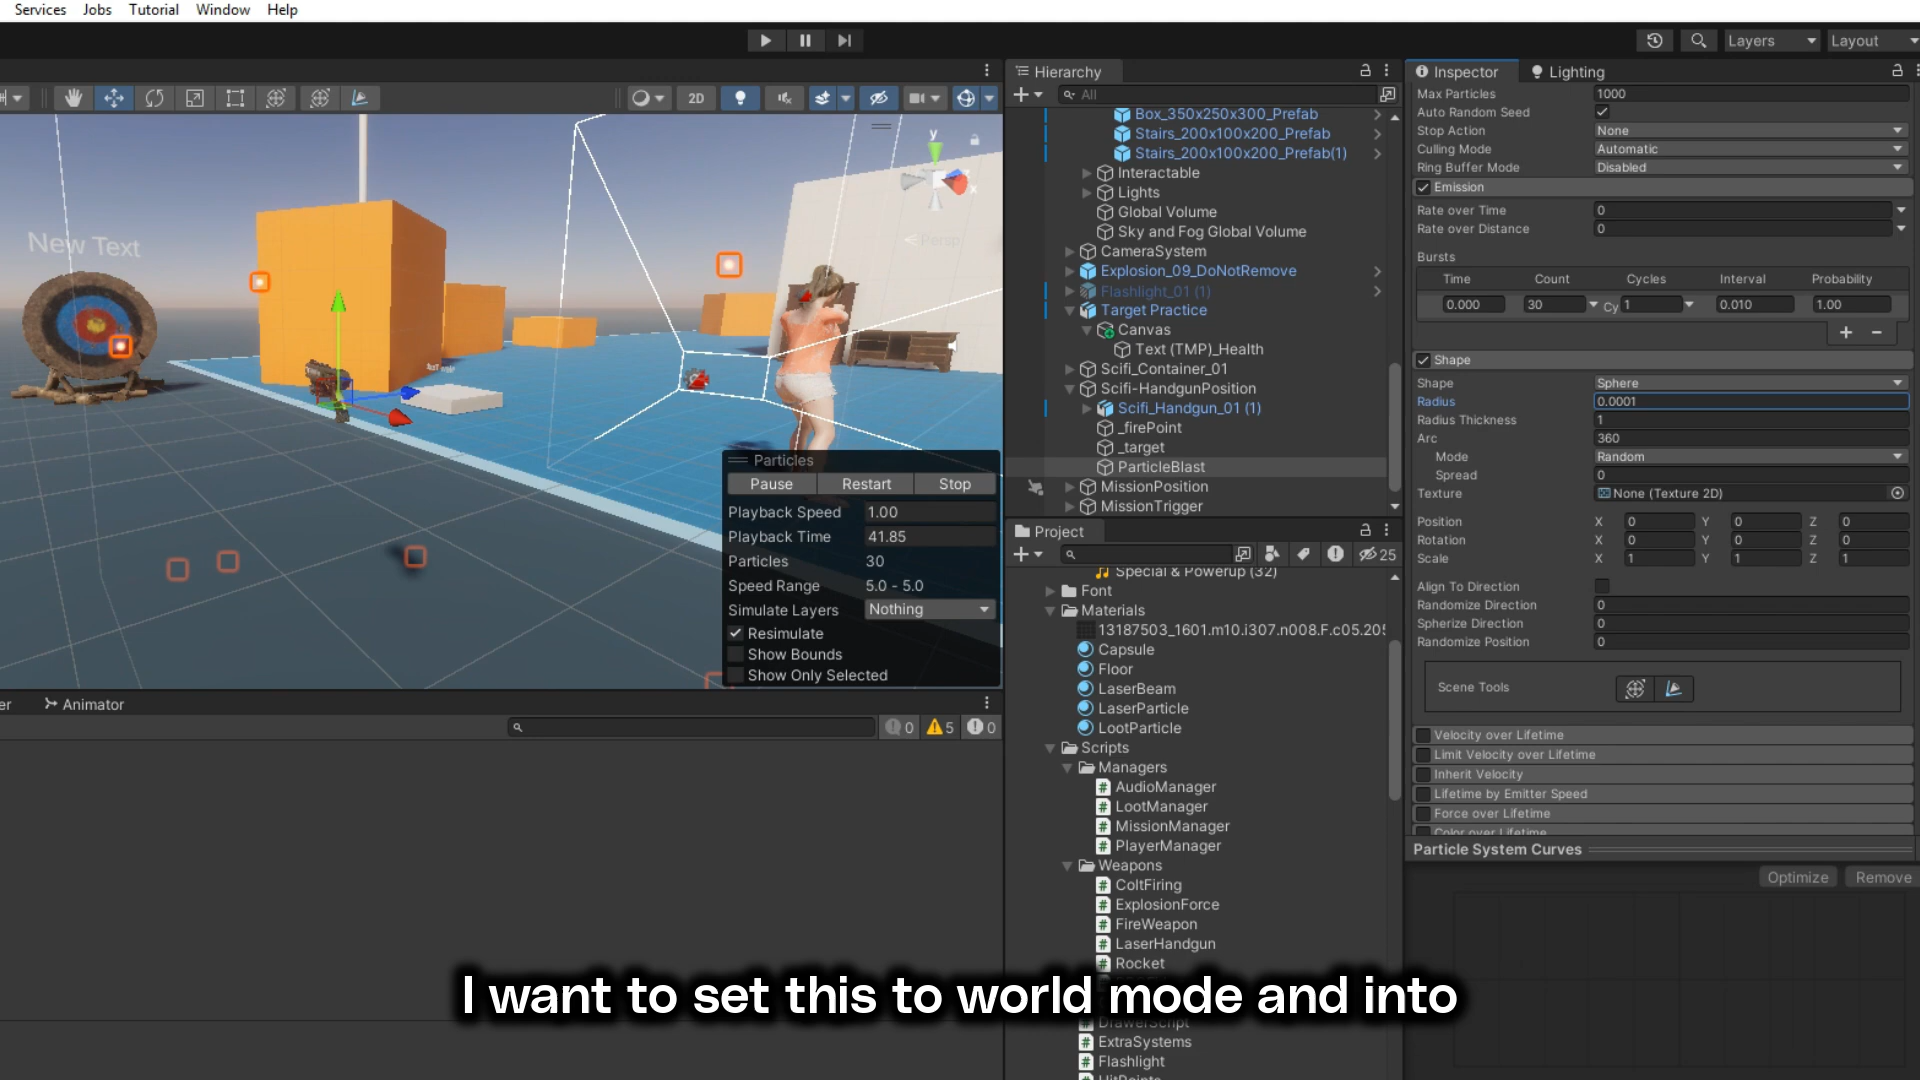 Services Jobs Tutorial Window Help
Layers
Layout
2D
New Text
Persp
y
x
Particles
Pause Restart Stop
Playback Speed 1.00
Playback Time 41.85
Particles 30
Speed Range 5.0 - 5.0
Simulate Layers Nothing
Resimulate
Show Bounds
Show Only Selected
er Animator
0 5 0
Hierarchy
All
Box_350x250x300_Prefab
Stairs_200x100x200_Prefab
Stairs_200x100x200_Prefab(1)
Interactable
Lights
Global Volume
Sky and Fog Global Volume
CameraSystem
Explosion_09_DoNotRemove
Flashlight_01 (1)
Target Practice
Canvas
Text (TMP)_Health
Scifi_Container_01
Scifi-HandgunPosition
Scifi_Handgun_01 (1)
_firePoint
_target
ParticleBlast
MissionPosition
MissionTrigger
Project
25
Special & Powerup (32)
Font
Materials
13187503_1601.m10.i307.n008.F.c05.205
Capsule
Floor
LaserBeam
LaserParticle
LootParticle
Scripts
Managers
AudioManager
LootManager
MissionManager
PlayerManager
Weapons
ColtFiring
ExplosionForce
FireWeapon
LaserHandgun
Rocket
DrawerScript
ExtraSystems
Flashlight
HitPoints
Inspector Lighting
Max Particles 1000
Auto Random Seed
Stop Action None
Culling Mode Automatic
Ring Buffer Mode Disabled
Emission
Rate over Time 0
Rate over Distance 0
Bursts
Time Count Cycles Interval Probability
0.000 30 Cy 1 0.010 1.00
Shape
Shape Sphere
Radius 0.0001
Radius Thickness 1
Arc 360
Mode Random
Spread 0
Texture None (Texture 2D)
Position X 0 Y 0 Z 0
Rotation X 0 Y 0 Z 0
Scale X 1 Y 1 Z 1
Align To Direction
Randomize Direction 0
Spherize Direction 0
Randomize Position 0
Scene Tools
Velocity over Lifetime
Limit Velocity over Lifetime
Inherit Velocity
Lifetime by Emitter Speed
Force over Lifetime
Color over Lifetime
Particle System Curves
Optimize Remove
I want to set this to world mode and into